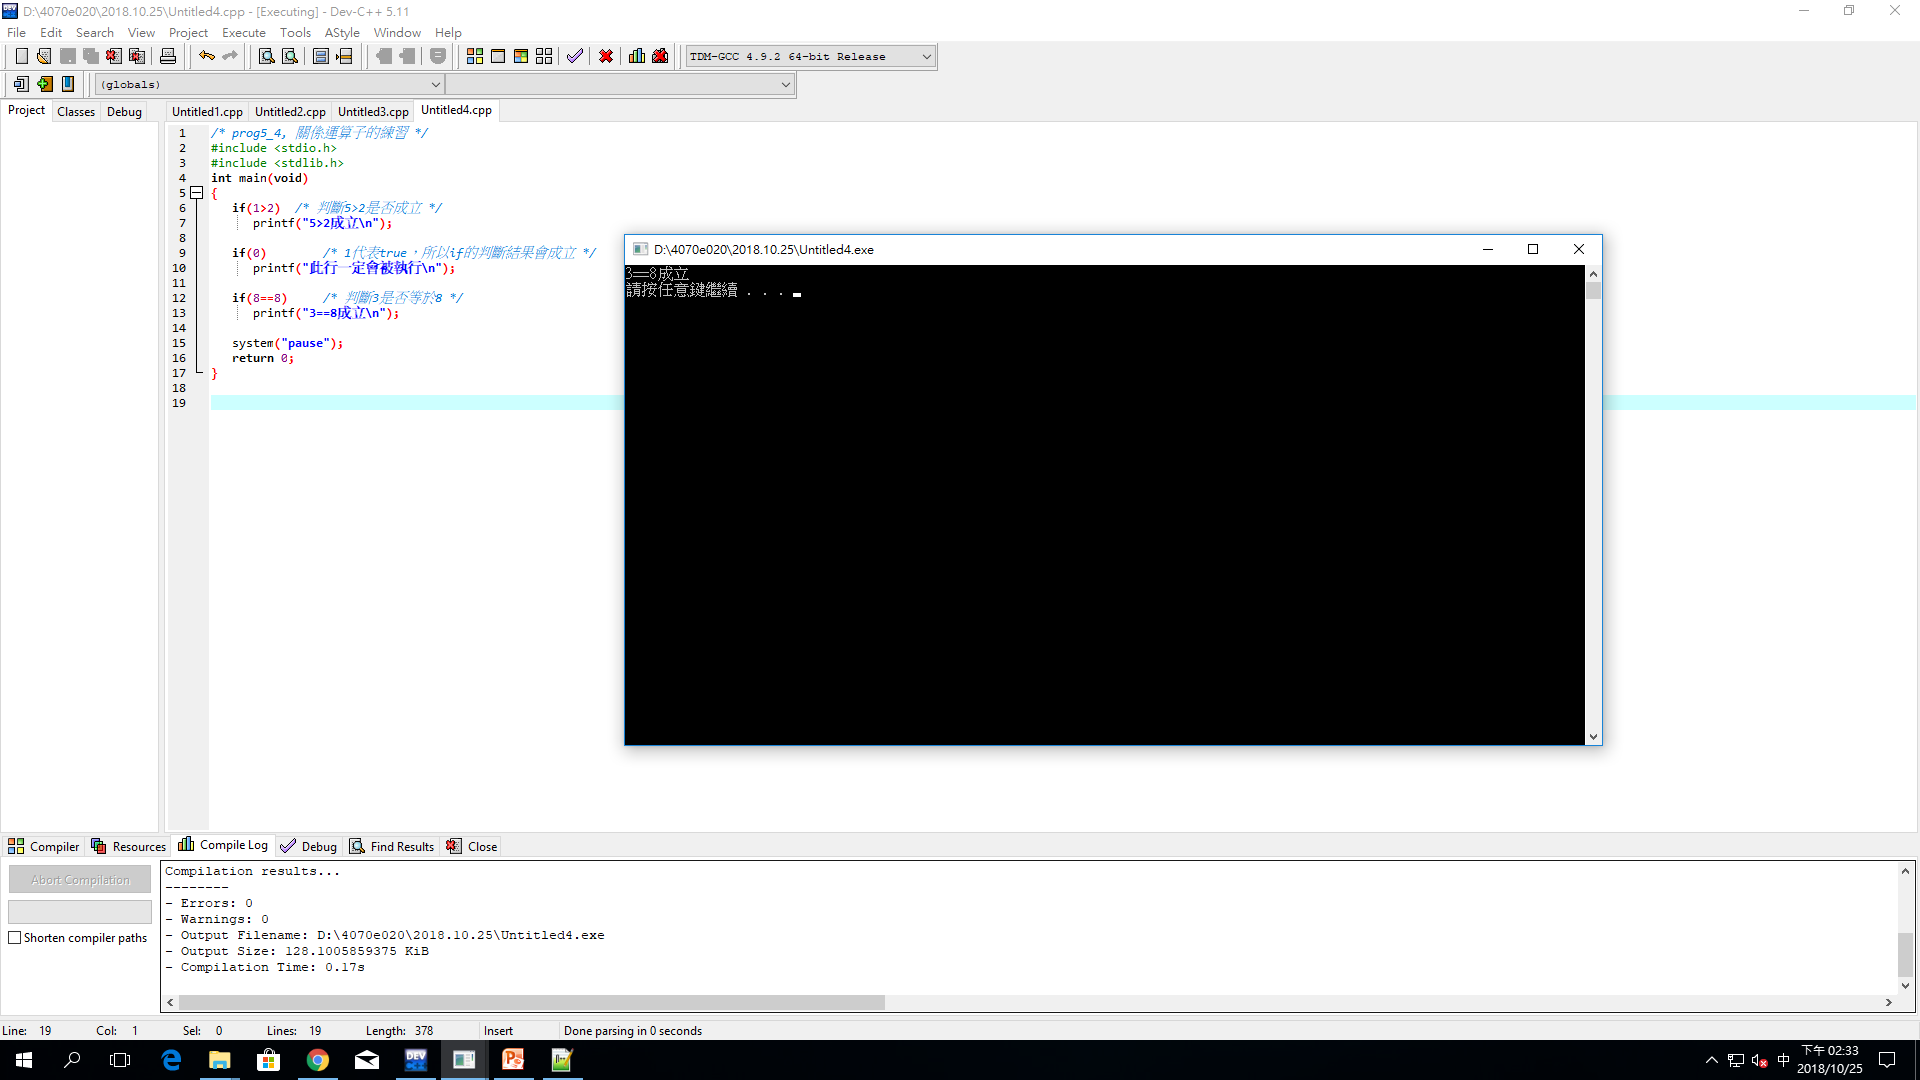 D:\4070e020\2018.10.25\Untitled4.cpp - [Executing] - Dev-C++ 5.11
File Edit Search View Project Execute Tools AStyle Window Help
TDM-GCC 4.9.2 64-bit Release
(globals)
Project Classes Debug Untitled1.cpp Untitled2.cpp Untitled3.cpp Untitled4.cpp
1 /* prog5_4, 關係運算子的練習 */
2 #include <stdio.h>
3 #include <stdlib.h>
4 int main(void)
5 {
6 if(1>2) /* 判斷5>2是否成立 */
7 printf("5>2成立\n");
8
9 if(0) /* 1代表true,所以if的判斷結果會成立 */
10 printf("此行一定會被執行\n");
11
12 if(8==8) /* 判斷3是否等於8 */
13 printf("3==8成立\n");
14
15 system("pause");
16 return 0;
17 }
18
19
D:\4070e020\2018.10.25\Untitled4.exe
3==8成立
請按任意鍵繼續 . . .
Compiler Resources Compile Log Debug Find Results Close
Abort Compilation
Shorten compiler paths
Compilation results...
--------
- Errors: 0
- Warnings: 0
- Output Filename: D:\4070e020\2018.10.25\Untitled4.exe
- Output Size: 128.1005859375 KiB
- Compilation Time: 0.17s
Line: 19 Col: 1 Sel: 0 Lines: 19 Length: 378 Insert Done parsing in 0 seconds
中
下午 02:33
2018/10/25